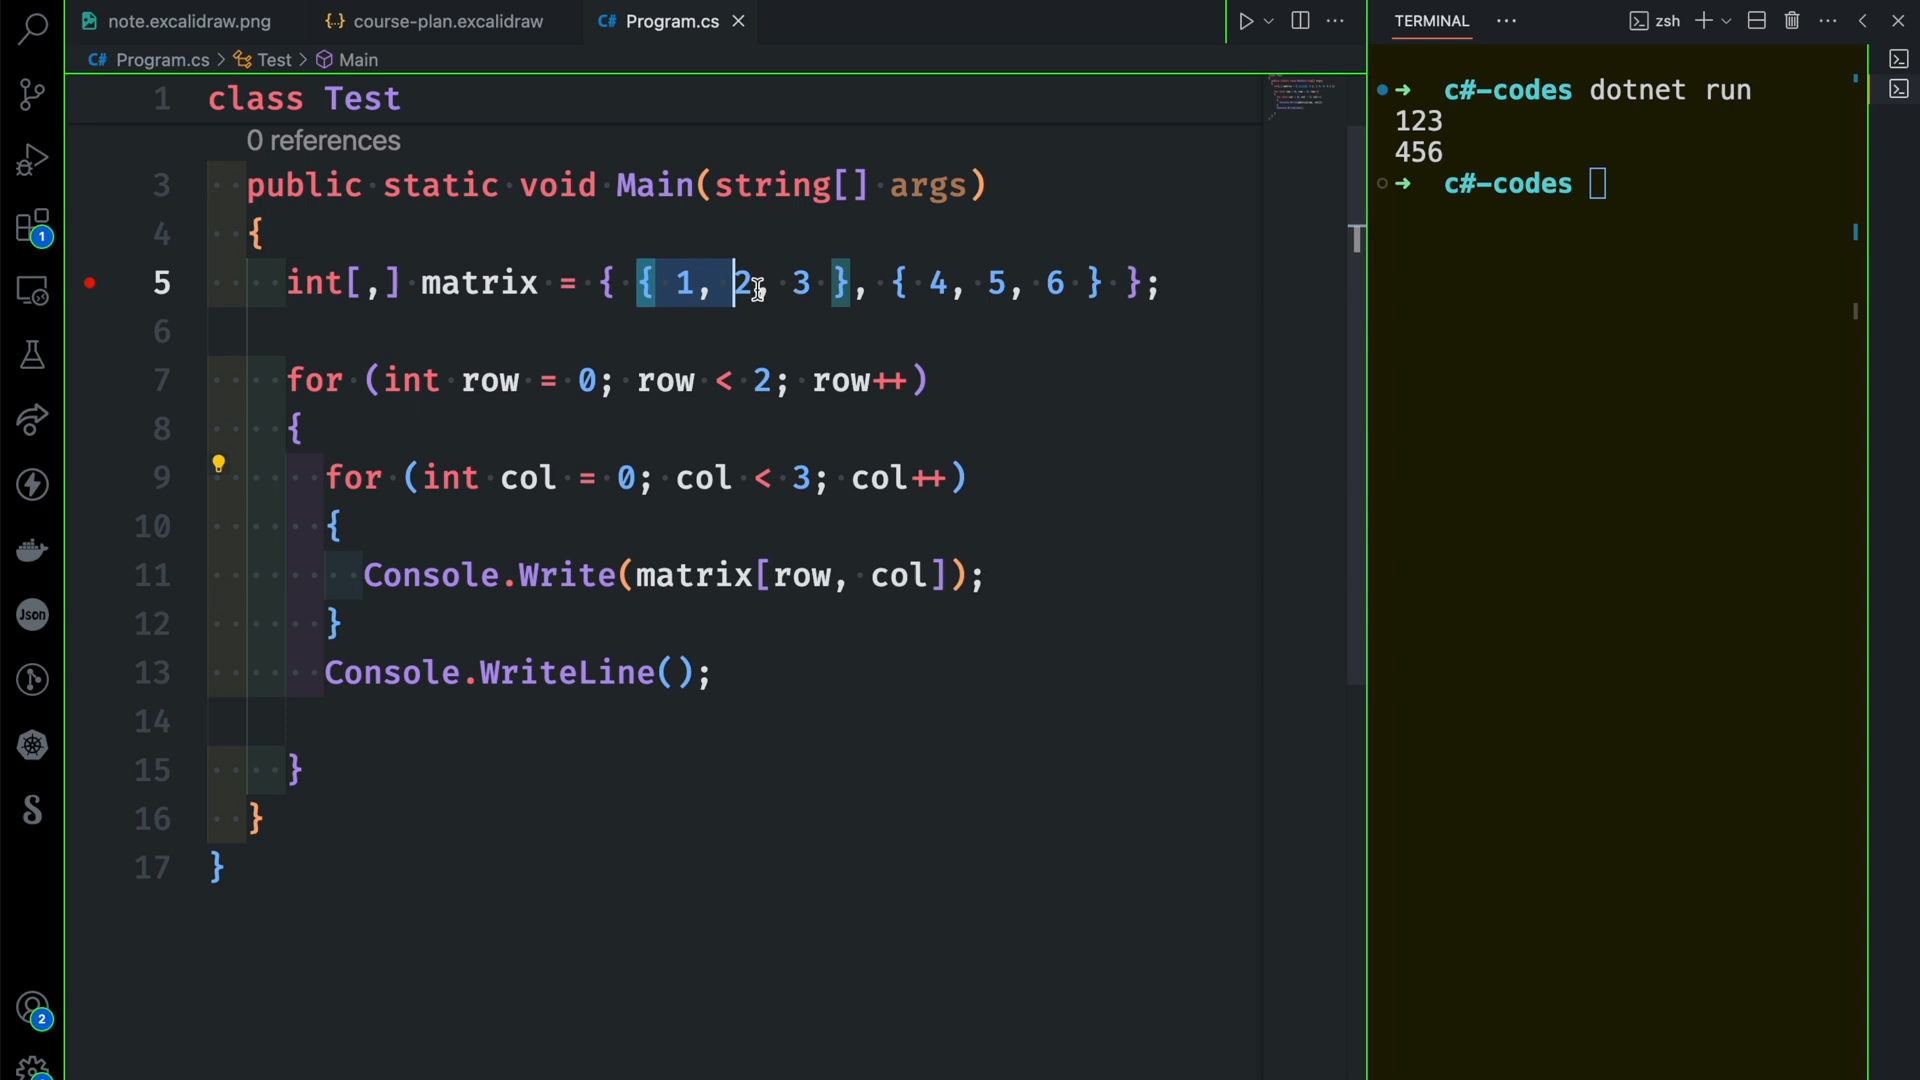 note.excalidraw.png
{} course-plan.excalidraw
C# Program.cs
C# Program.cs > Test > Main
1 class Test
0 references
3 public static void Main(string[] args)
4 {
5 int[,] matrix = { { 1, 2, 3 }, { 4, 5, 6 } };
6
7 for (int row = 0; row < 2; row++)
8 {
9 for (int col = 0; col < 3; col++)
10 {
11 Console.Write(matrix[row, col]);
12 }
13 Console.WriteLine();
14
15 }
16 }
17 }
TERMINAL
zsh
c#-codes dotnet run
123
456
c#-codes
1
Json
2